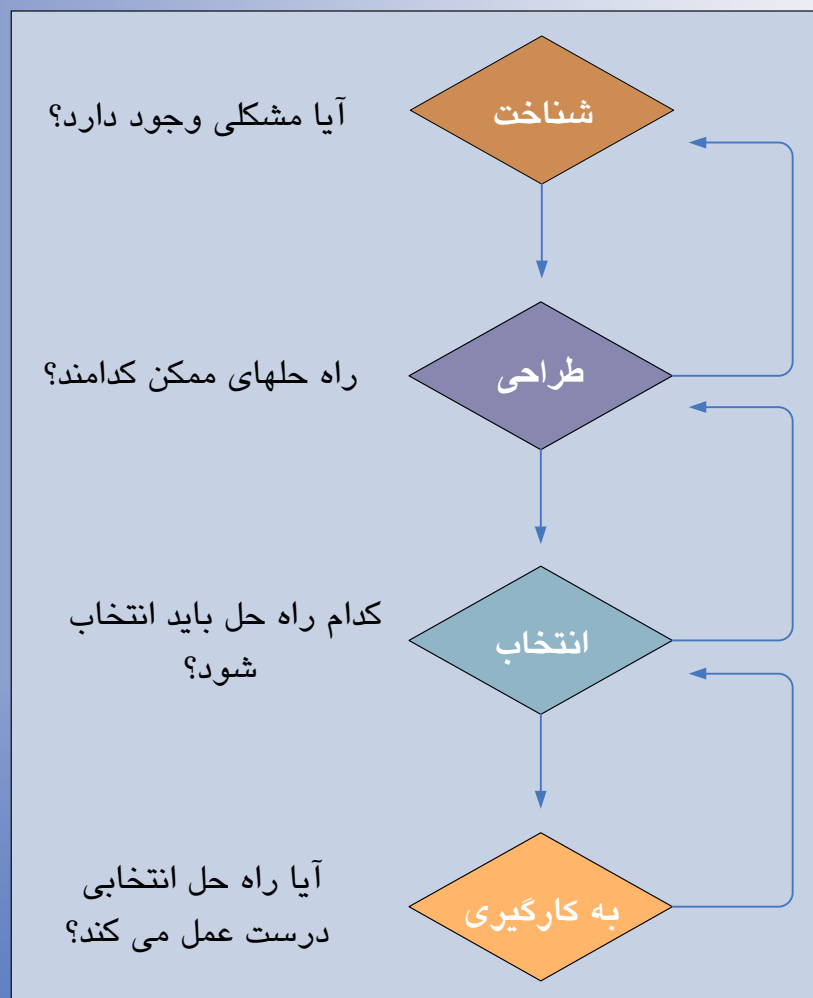 شناخت
آیا مشکلی وجود دارد؟
طراحی
راه حلهای ممکن کدامند؟
انتخاب
کدام راه حل باید انتخاب
شود؟
به کارگیری
آیا راه حل انتخابی
درست عمل می کند؟